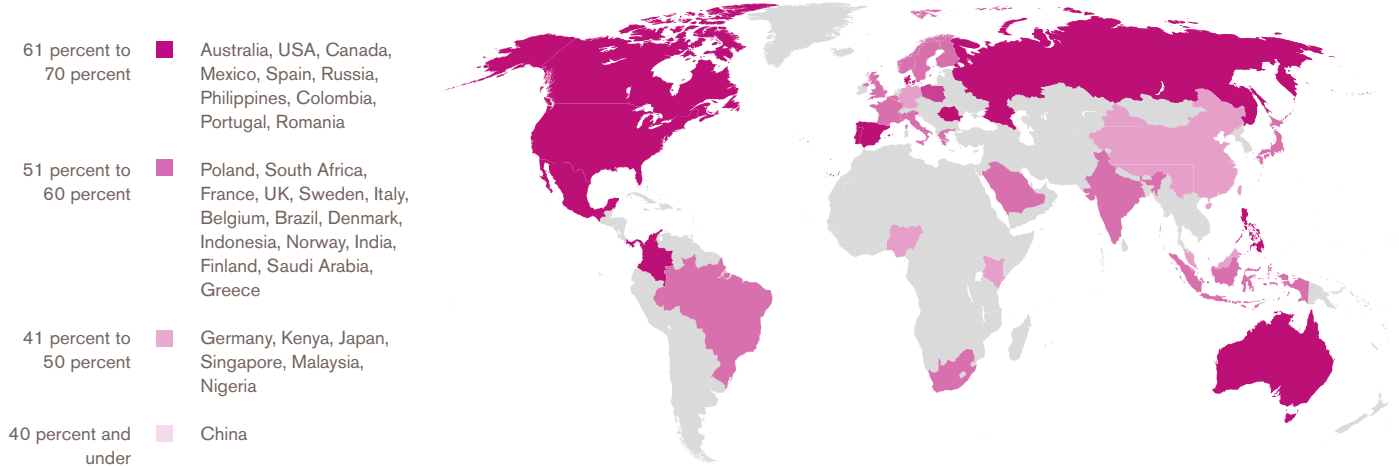 61 percent to
70 percent
Australia, USA, Canada,
Mexico, Spain, Russia,
Philippines, Colombia,
Portugal, Romania
51 percent to
60 percent
Poland, South Africa,
France, UK, Sweden, Italy,
Belgium, Brazil, Denmark,
Indonesia, Norway, India,
Finland, Saudi Arabia,
Greece
41 percent to
50 percent
Germany, Kenya, Japan,
Singapore, Malaysia,
Nigeria
40 percent and
under
China